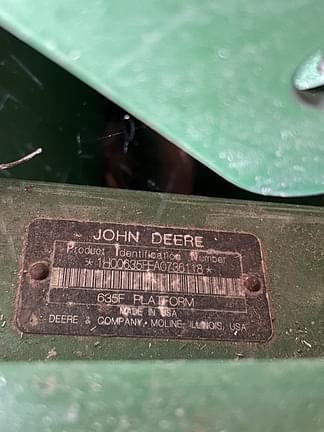 JOHN DEERE
Product Identification Number
*1H00635FEA0736118*
635F PLATFORM
MADE IN USA
DEERE & COMPANY MOLINE, ILLINOIS, USA